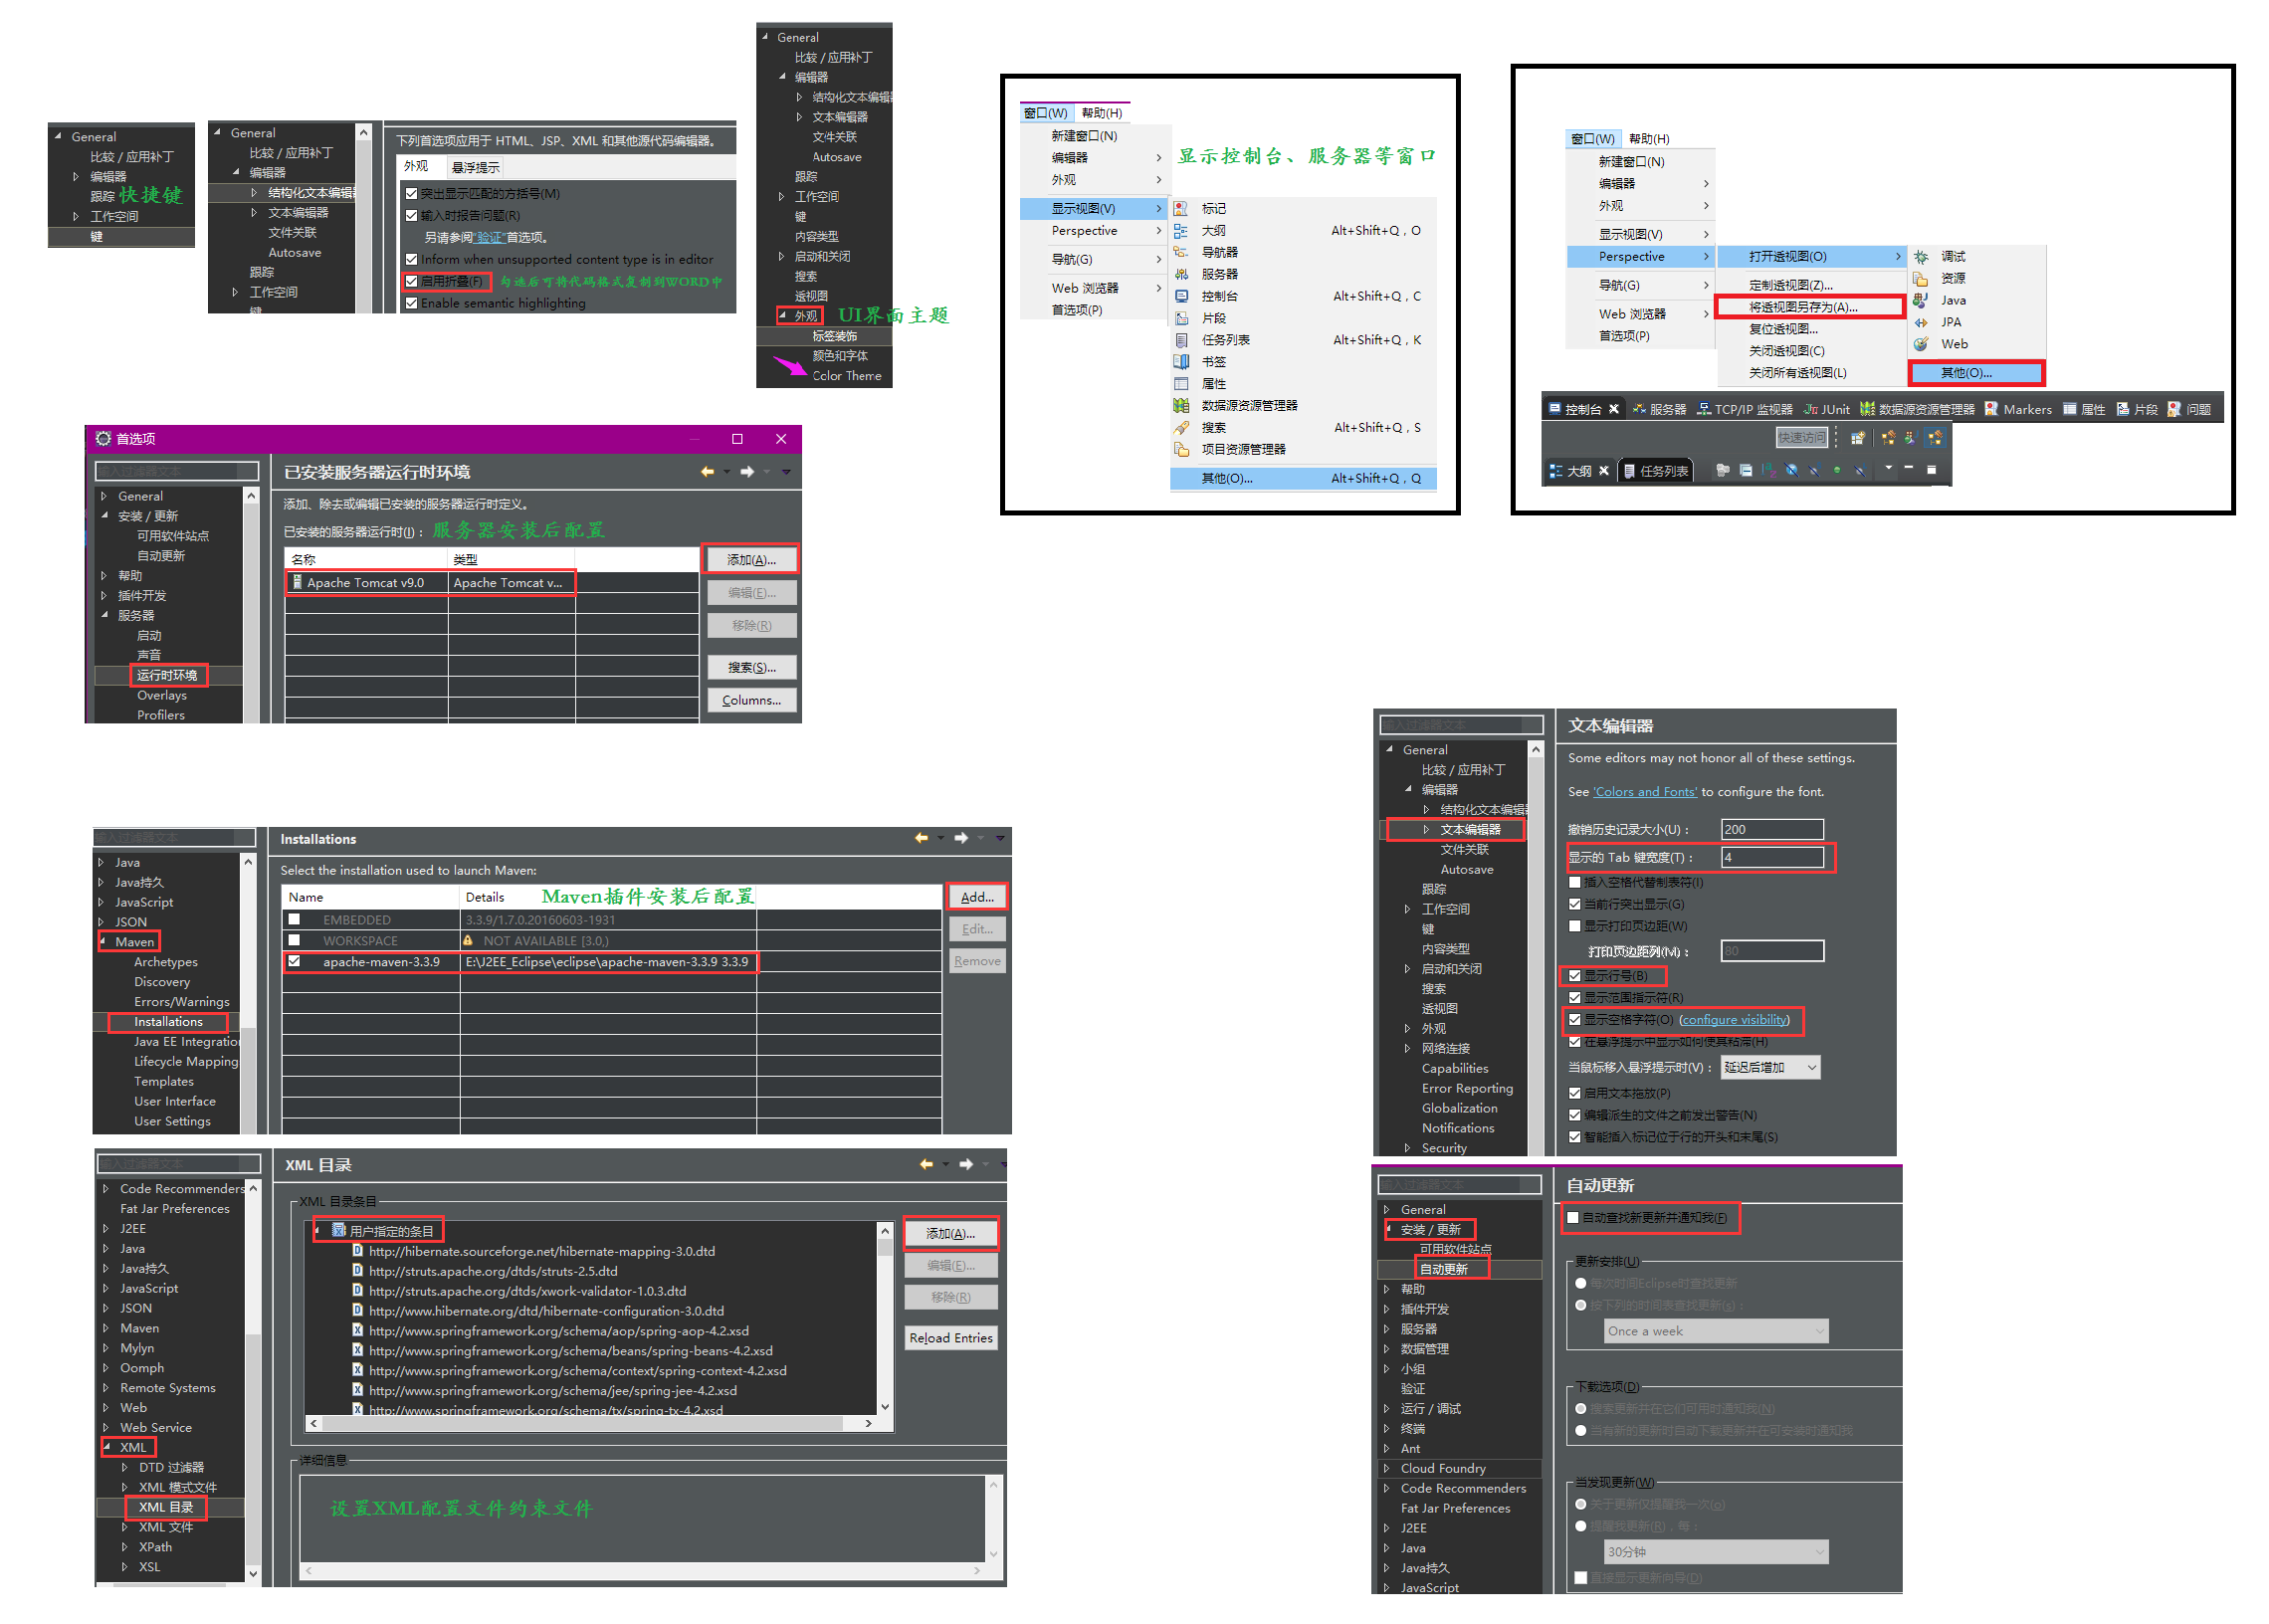 General
比较 / 应用补丁
编辑器
跟踪 快捷键
工作空间
键
General
比较 / 应用补丁
编辑器
结构化文本编辑器
文本编辑器
文件关联
Autosave
跟踪
工作空间
键
下列首选项应用于 HTML、JSP、XML 和其他源代码编辑器。
外观 悬浮提示
突出显示匹配的方括号(M)
输入时报告问题(R)
另请参阅"验证"首选项。
Inform when unsupported content type is in editor
启用折叠(F) 勾选后可将代码格式复制到WORD中
Enable semantic highlighting
General
比较 / 应用补丁
编辑器
结构化文本编辑
文本编辑器
文件关联
Autosave
跟踪
工作空间
键
内容类型
启动和关闭
搜索
透视图
外观 UI界面主题
标签装饰
颜色和字体
Color Theme
窗口(W) 帮助(H)
新建窗口(N)
编辑器
外观
显示视图(V)
Perspective
导航(G)
Web 浏览器
首选项(P)
显示控制台、服务器等窗口
标记
大纲 Alt+Shift+Q , O
导航器
服务器
控制台 Alt+Shift+Q , C
片段
任务列表 Alt+Shift+Q , K
书签
属性
数据源资源管理器
搜索 Alt+Shift+Q , S
项目资源管理器
其他(O)... Alt+Shift+Q , Q
窗口(W) 帮助(H)
新建窗口(N)
编辑器
外观
显示视图(V)
Perspective
导航(G)
Web 浏览器
首选项(P)
打开透视图(O)
定制透视图(Z)...
将透视图另存为(A)...
复位透视图...
关闭透视图(C)
关闭所有透视图(L)
调试
资源
Java
JPA
Web
其他(O)...
控制台 服务器 TCP/IP 监视器 JUnit 数据源资源管理器 Markers 属性 片段 问题
快速访问
大纲 任务列表
首选项
输入过滤器文本
General
安装 / 更新
可用软件站点
自动更新
帮助
插件开发
服务器
启动
声音
运行时环境
Overlays
Profilers
已安装服务器运行时环境
添加、除去或编辑已安装的服务器运行时定义。
已安装的服务器运行时(I)： 服务器安装后配置
名称 类型
Apache Tomcat v9.0 Apache Tomcat v...
添加(A)...
编辑(E)...
移除(R)
搜索(S)...
Columns...
输入过滤器文本
Java
Java持久
JavaScript
JSON
Maven
Archetypes
Discovery
Errors/Warnings
Installations
Java EE Integration
Lifecycle Mapping
Templates
User Interface
User Settings
Installations
Select the installation used to launch Maven:
Name Details Maven插件安装后配置
EMBEDDED 3.3.9/1.7.0.20160603-1931
WORKSPACE NOT AVAILABLE [3.0,)
apache-maven-3.3.9 E:\J2EE_Eclipse\eclipse\apache-maven-3.3.9 3.3.9
Add...
Edit...
Remove
输入过滤器文本
Code Recommenders
Fat Jar Preferences
J2EE
Java
Java持久
JavaScript
JSON
Maven
Mylyn
Oomph
Remote Systems
Web
Web Service
XML
DTD 过滤器
XML 模式文件
XML 目录
XML 文件
XPath
XSL
XML 目录
XML 目录条目
用户指定的条目
http://hibernate.sourceforge.net/hibernate-mapping-3.0.dtd
http://struts.apache.org/dtds/struts-2.5.dtd
http://struts.apache.org/dtds/xwork-validator-1.0.3.dtd
http://www.hibernate.org/dtd/hibernate-configuration-3.0.dtd
http://www.springframework.org/schema/aop/spring-aop-4.2.xsd
http://www.springframework.org/schema/beans/spring-beans-4.2.xsd
http://www.springframework.org/schema/context/spring-context-4.2.xsd
http://www.springframework.org/schema/jee/spring-jee-4.2.xsd
http://www.springframework.org/schema/tx/spring-tx-4.2.xsd
添加(A)...
编辑(E)...
移除(R)
Reload Entries
详细信息
设置XML配置文件约束文件
输入过滤器文本
General
比较 / 应用补丁
编辑器
结构化文本编辑器
文本编辑器
文件关联
Autosave
跟踪
工作空间
键
内容类型
启动和关闭
搜索
透视图
外观
网络连接
Capabilities
Error Reporting
Globalization
Notifications
Security
文本编辑器
Some editors may not honor all of these settings.
See 'Colors and Fonts' to configure the font.
撤销历史记录大小(U)： 200
显示的 Tab 键宽度(T)： 4
插入空格代替制表符(I)
当前行突出显示(G)
显示打印页边距(W)
打印页边距列(M)： 80
显示行号(B)
显示范围指示符(R)
显示空格字符(O) (configure visibility)
在悬浮提示中显示如何使其粘滞(H)
当鼠标移入悬浮提示时(V)： 延迟后增加
启用文本拖放(P)
编辑派生的文件之前发出警告(N)
智能插入标记位于行的开头和末尾(S)
输入过滤器文本
General
安装 / 更新
可用软件站点
自动更新
帮助
插件开发
服务器
数据管理
小组
验证
运行 / 调试
终端
Ant
Cloud Foundry
Code Recommenders
Fat Jar Preferences
J2EE
Java
Java持久
JavaScript
自动更新
自动查找新更新并通知我(F)
更新安排(U)
每次时间Eclipse时查找更新
按下列的时间表查找更新(s)：
Once a week
下载选项(D)
搜索更新并在它们可用时通知我(N)
当有新的更新时自动下载更新并在可安装时通知我
当发现更新(W)
关于更新仅提醒我一次(o)
提醒我更新(R)，每：
30分钟
直接显示更新向导(D)